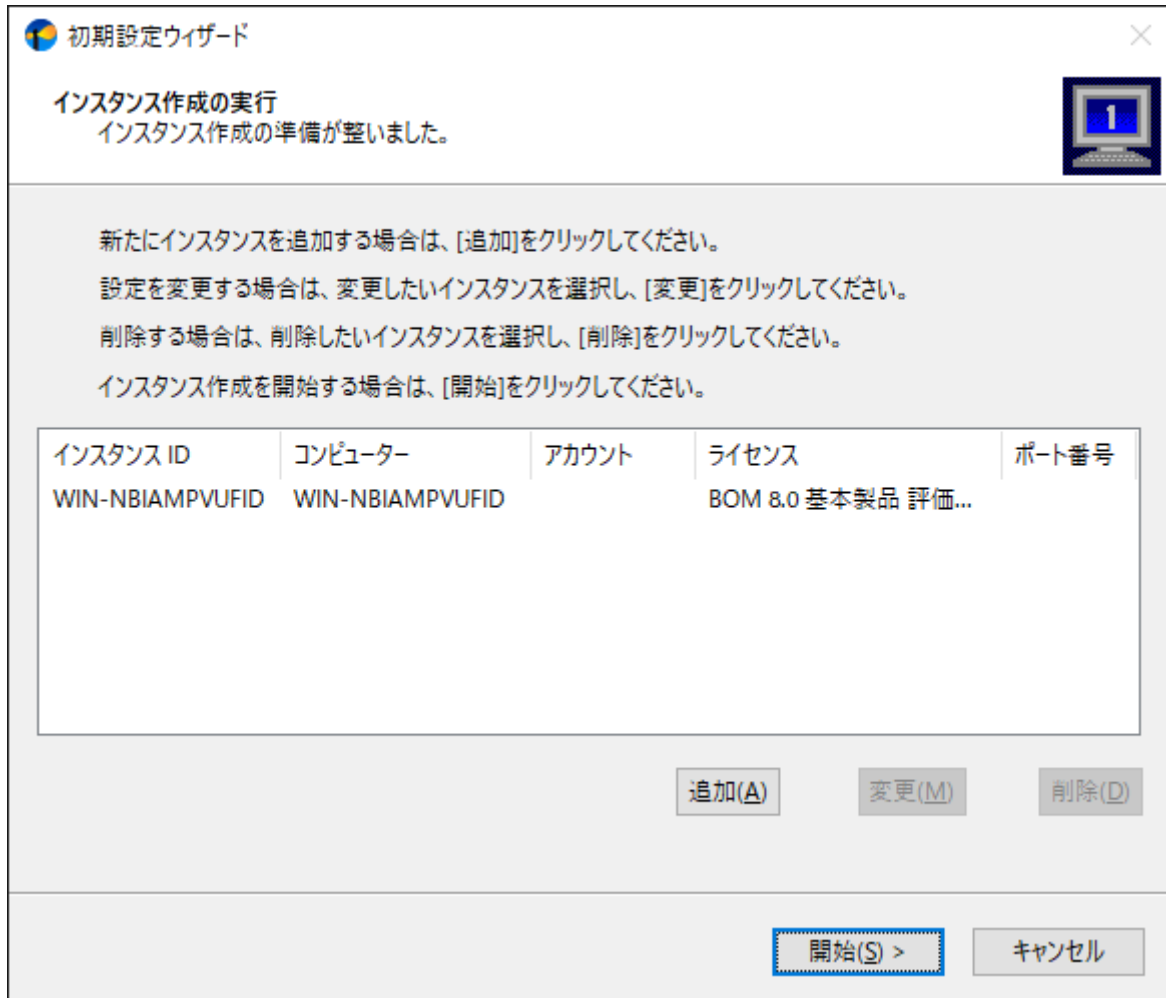 初期設定ウィザード
インスタンス作成の実行
インスタンス作成の準備が整いました。
1
新たにインスタンスを追加する場合は、[追加]をクリックしてください。
設定を変更する場合は、変更したいインスタンスを選択し、[変更]をクリックしてください。
削除する場合は、削除したいインスタンスを選択し、[削除]をクリックしてください。
インスタンス作成を開始する場合は、[開始]をクリックしてください。
インスタンス ID コンピューター アカウント ライセンス ポート番号
WIN-NBIAMPVUFID WIN-NBIAMPVUFID BOM 8.0 基本製品 評価...
追加(A) 変更(M) 削除(D)
開始(S) > キャンセル